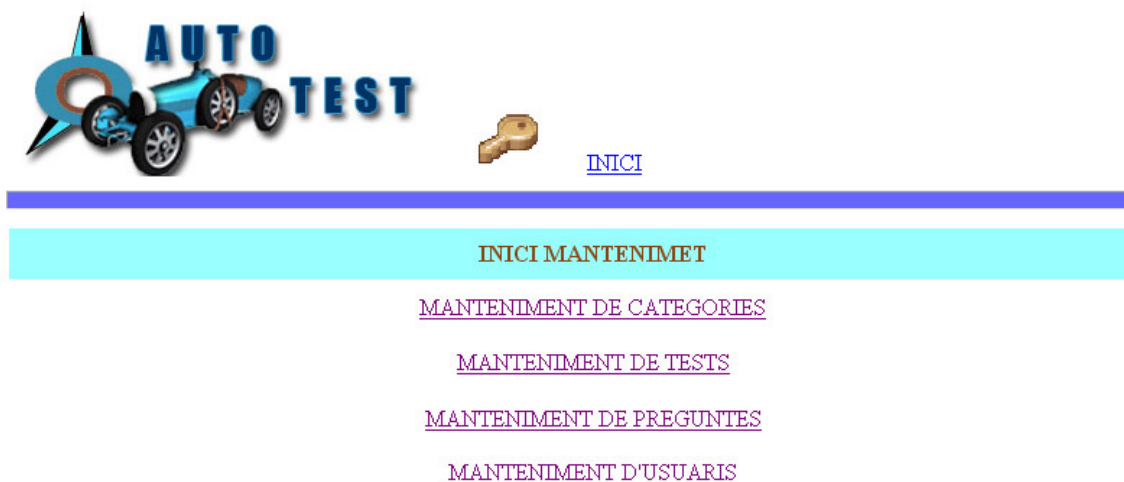 AUTO
TEST
INICI
INICI MANTENIMET
MANTENIMENT DE CATEGORIES
MANTENIMENT DE TESTS
MANTENIMENT DE PREGUNTES
MANTENIMENT D'USUARIS